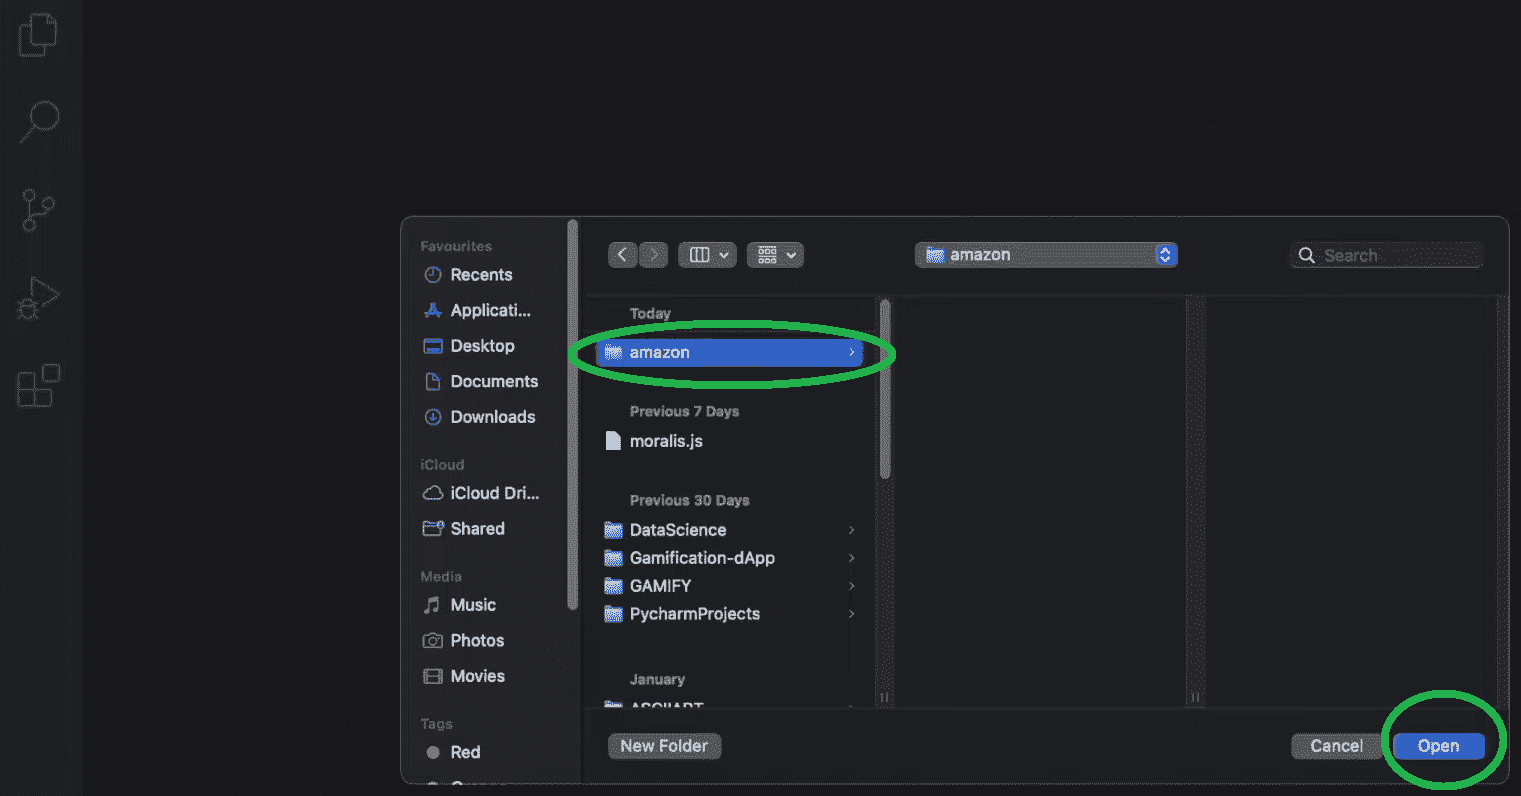 Favourites
Recents
Applicati...
Desktop
Documents
Downloads
iCloud
iCloud Dri...
Shared
Media
Music
Photos
Movies
Tags
Red
amazon
Search
Today
amazon
Previous 7 Days
moralis.js
Previous 30 Days
DataScience
Gamification-dApp
GAMIFY
PycharmProjects
January
ASCIIART
New Folder
Cancel
Open